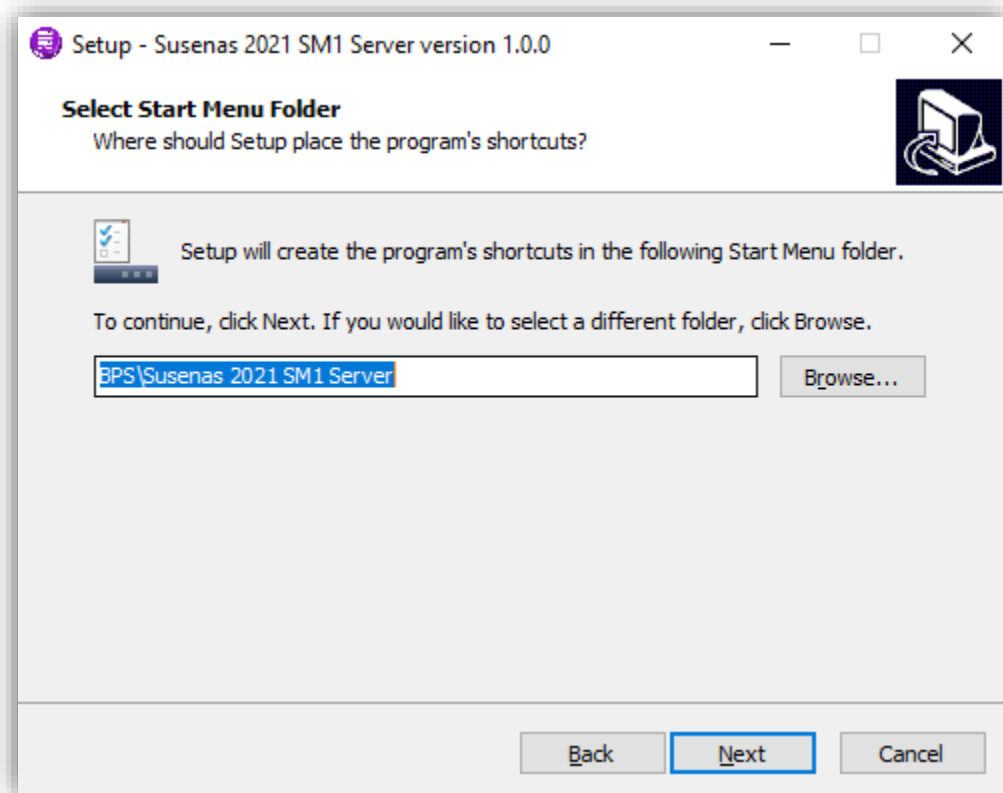 Setup - Susenas 2021 SM1 Server version 1.0.0
Select Start Menu Folder
Where should Setup place the program's shortcuts?
Setup will create the program's shortcuts in the following Start Menu folder.
To continue, click Next. If you would like to select a different folder, click Browse.
BPS\Susenas 2021 SM1 Server
Browse...
Back
Next
Cancel